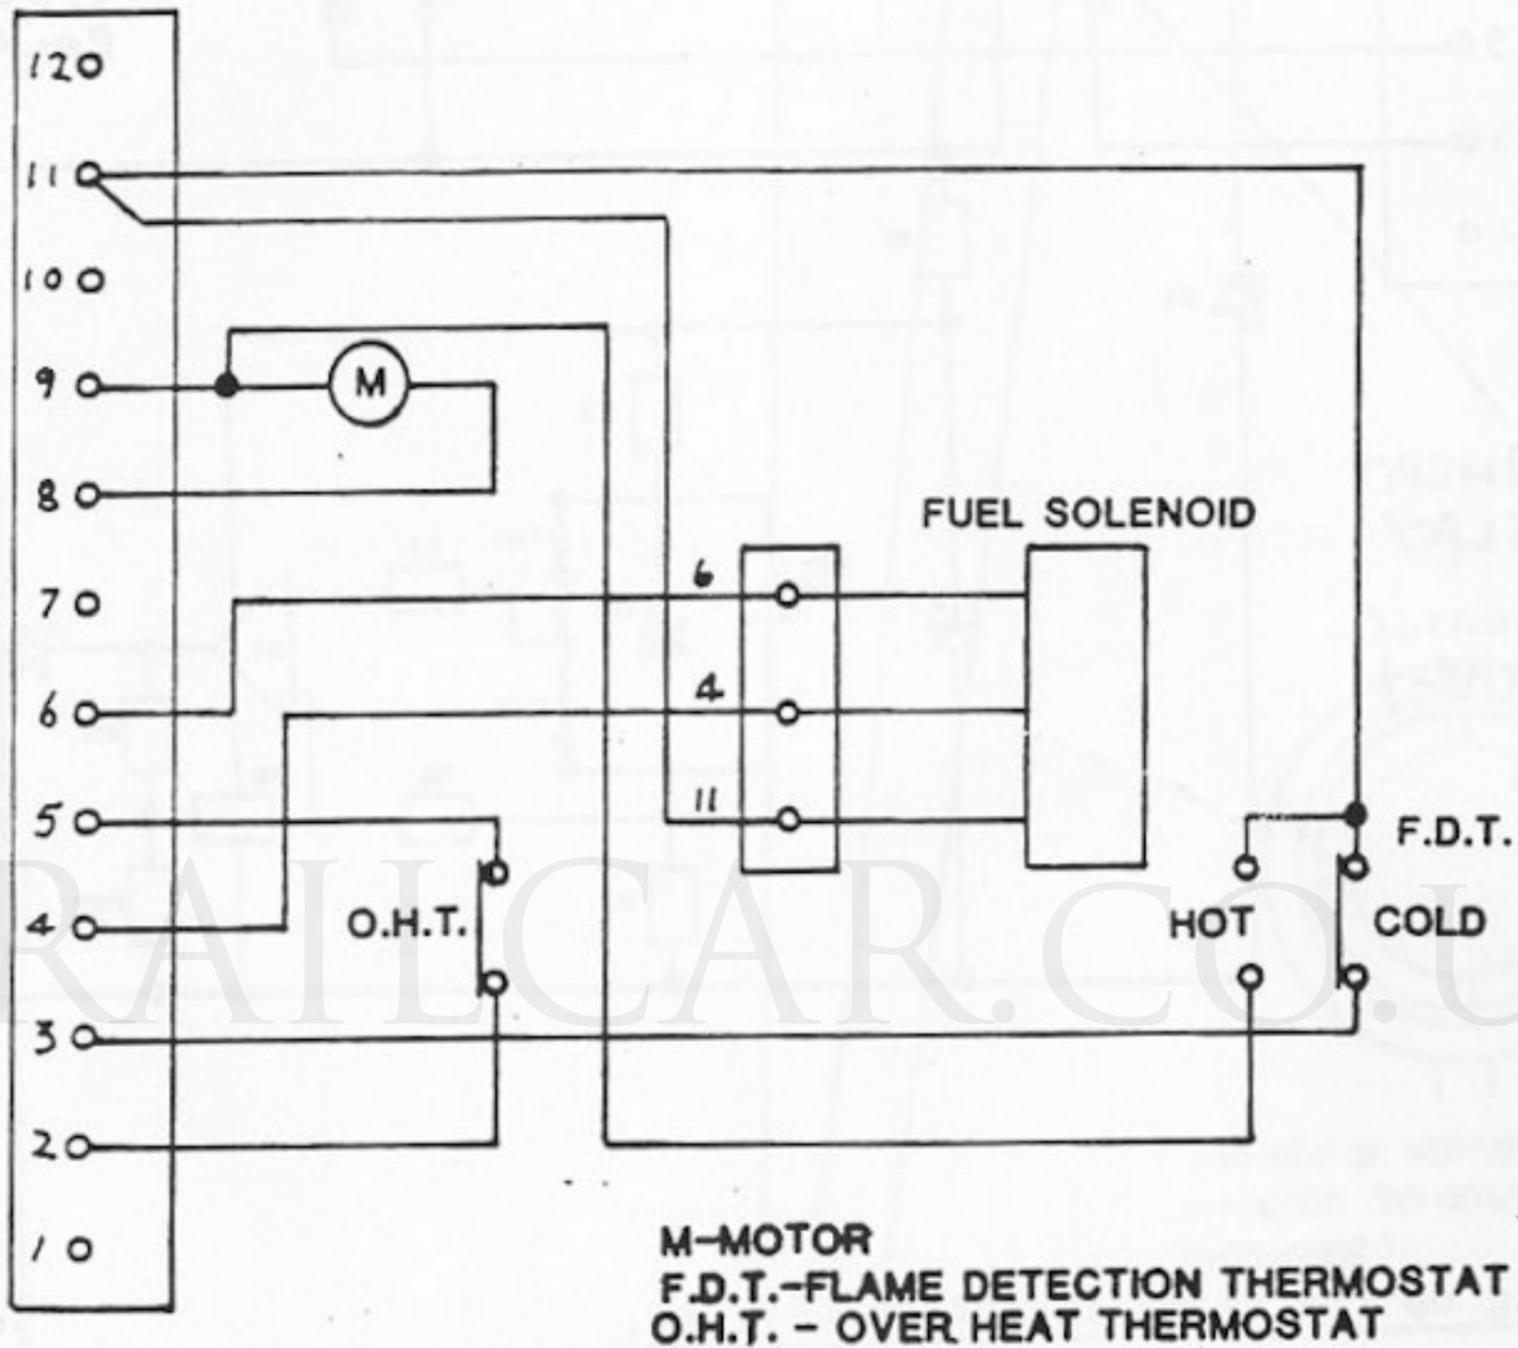 12
11
10
9
M
8
FUEL SOLENOID
7
6
6
4
5
11
F.D.T.
4
O.H.T.
HOT
COLD
RAILCAR.CO.U
3
2
1
M-MOTOR
F.D.T.-FLAME DETECTION THERMOSTAT
O.H.T. - OVER HEAT THERMOSTAT